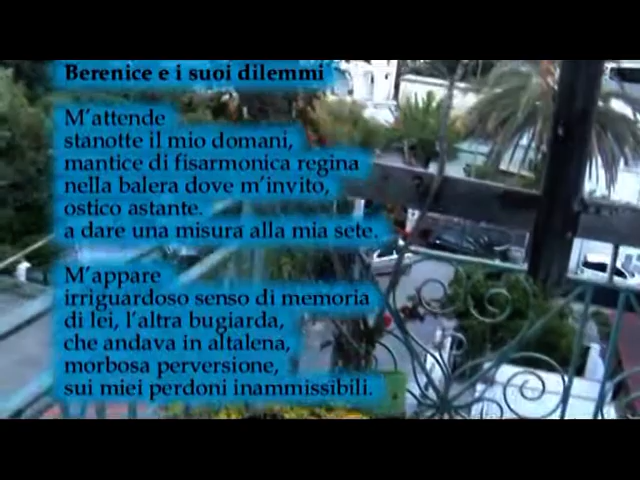 Berenice e i suoi dilemmi
M'attende
stanotte il mio domani,
mantice di fisarmonica regina
nella balera dove m'invito,
ostico astante.
a dare una misura alla mia sete.
M'appare
irriguardoso senso di memoria
di lei, l'altra bugiarda,
che andava in altalena,
morbosa perversione,
sui miei perdoni inammissibili.